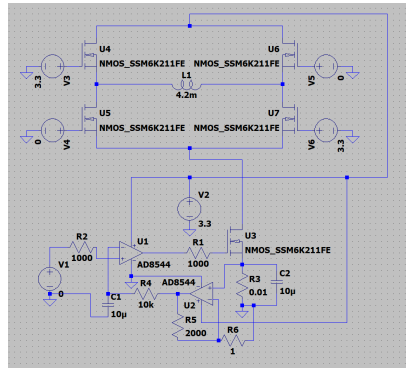 U4
U6
NMOS_SSM6K211FE
NMOS_SSM6K211FE
V3
3.3
V5
0
L1
4.2m
U5
U7
NMOS_SSM6K211FE
NMOS_SSM6K211FE
V4
0
V6
3.3
V2
3.3
U3
NMOS_SSM6K211FE
R2
1000
U1
AD8544
R1
1000
V1
0
C1
10µ
R4
10k
AD8544
U2
R3
0.01
C2
10µ
R5
2000
R6
1